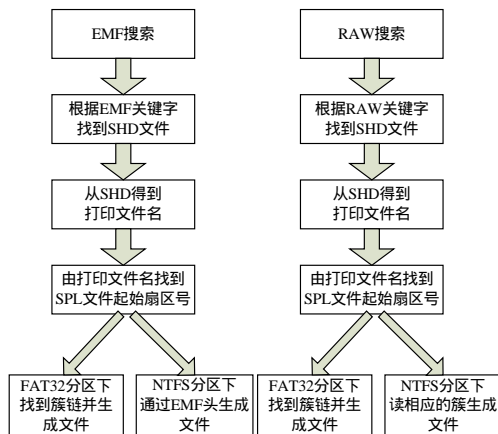 EMF搜索
根据EMF关键字
找到SHD文件
从SHD得到
打印文件名
由打印文件名找到
SPL文件起始扇区号
FAT32分区下
找到簇链并生成
文件
NTFS分区下
通过EMF头生成
文件
RAW搜索
根据RAW关键字
找到SHD文件
从SHD得到
打印文件名
由打印文件名找到
SPL文件起始扇区号
FAT32分区下
找到簇链并生成
文件
NTFS分区下
读相应的簇生成
文件